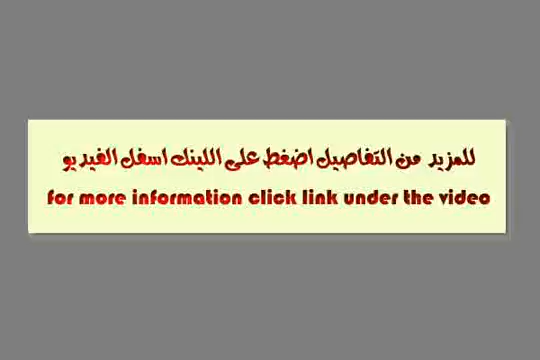 للمزيد من التفاصيل اضغط على اللينك اسفل الفيديو
for more information click link under the video